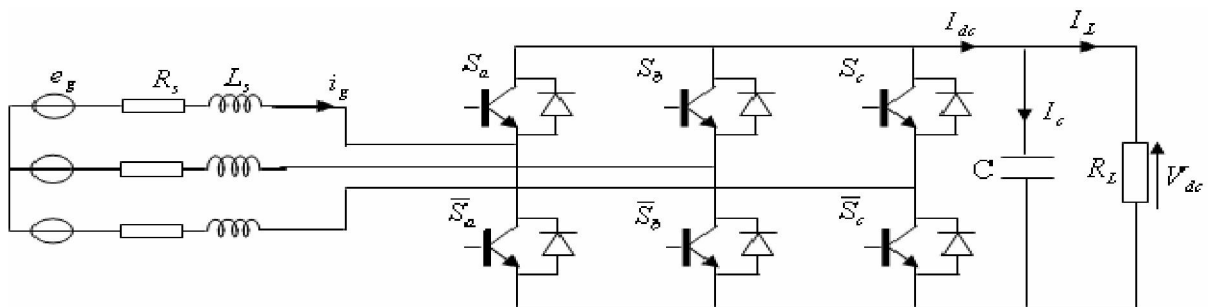 I_dc I_L
e_g R_s L_s i_g S_a S_b S_c
I_c
C R_L V_dc
S̅_a S̅_b S̅_c